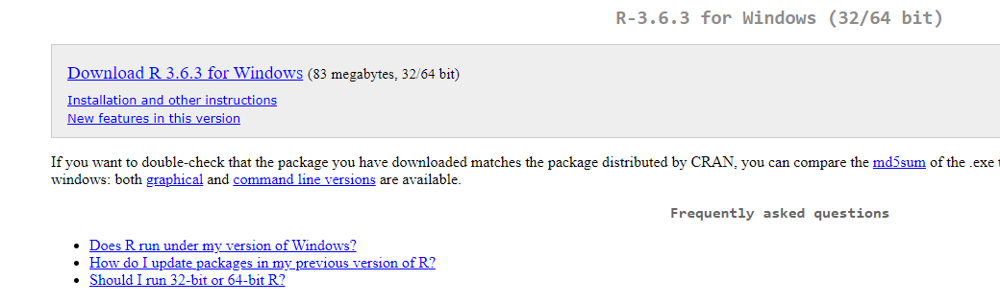 R-3.6.3 for Windows (32/64 bit)
Download R 3.6.3 for Windows (83 megabytes, 32/64 bit)
Installation and other instructions
New features in this version
If you want to double-check that the package you have downloaded matches the package distributed by CRAN, you can compare the md5sum of the .exe
windows: both graphical and command line versions are available.
Frequently asked questions
Does R run under my version of Windows?
How do I update packages in my previous version of R?
Should I run 32-bit or 64-bit R?